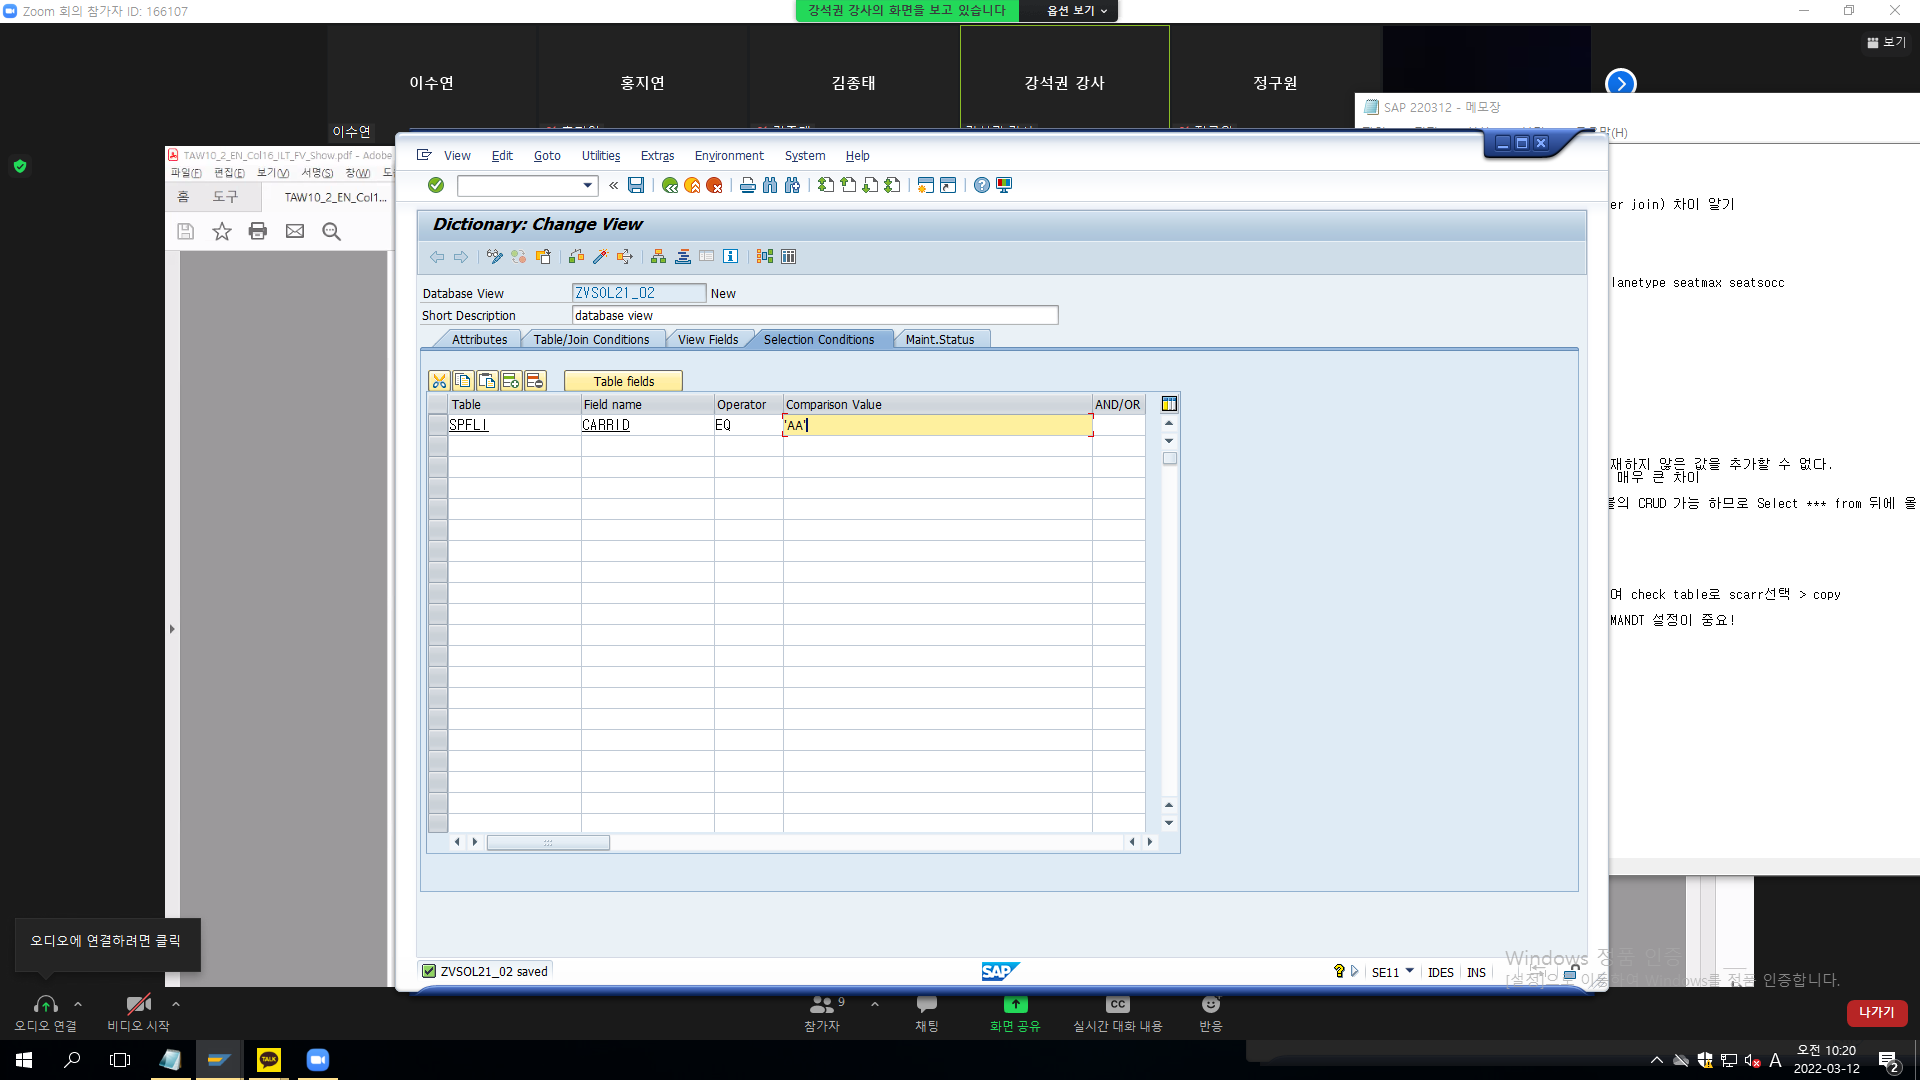 Zoom 회의 참가자 ID: 166107
강석권 강사의 화면을 보고 있습니다
옵션 보기
보기
이수연
홍지연
김종태
강석권 강사
정구원
이수연
SAP 220312 - 메모장
TAW10_2_EN_Col16_ILT_FV_Show.pdf - Adobe
파일(F) 편집(E) 보기(V) 서명(S) 창(W)
홈 도구 TAW10_2_EN_Col1...
View Edit Goto Utilities Extras Environment System Help
Dictionary: Change View
Database View ZVSOL21_02 New
Short Description database view
Attributes Table/Join Conditions View Fields Selection Conditions Maint.Status
Table fields
Table Field name Operator Comparison Value AND/OR
SPFLI CARRID EQ 'AA'
er join) 차이 알기
lanetype seatmax seatsocc
재하지 않은 값을 추가할 수 없다.
매우 큰 차이
의 CRUD 가능 하므로 Select *** from 뒤에 올
여 check table로 scarr선택 > copy
MANDT 설정이 중요!
ZVSOL21_02 saved
SAP
SE11 IDES INS
Windows 정품 인증
[설정]으로 이동하여 Windows를 정품 인증합니다.
오디오에 연결하려면 클릭
오디오 연결
비디오 시작
참가자 9
채팅
화면 공유
CC
실시간 대화 내용
반응
나가기
TALK
A
오전 10:20
2022-03-12
2